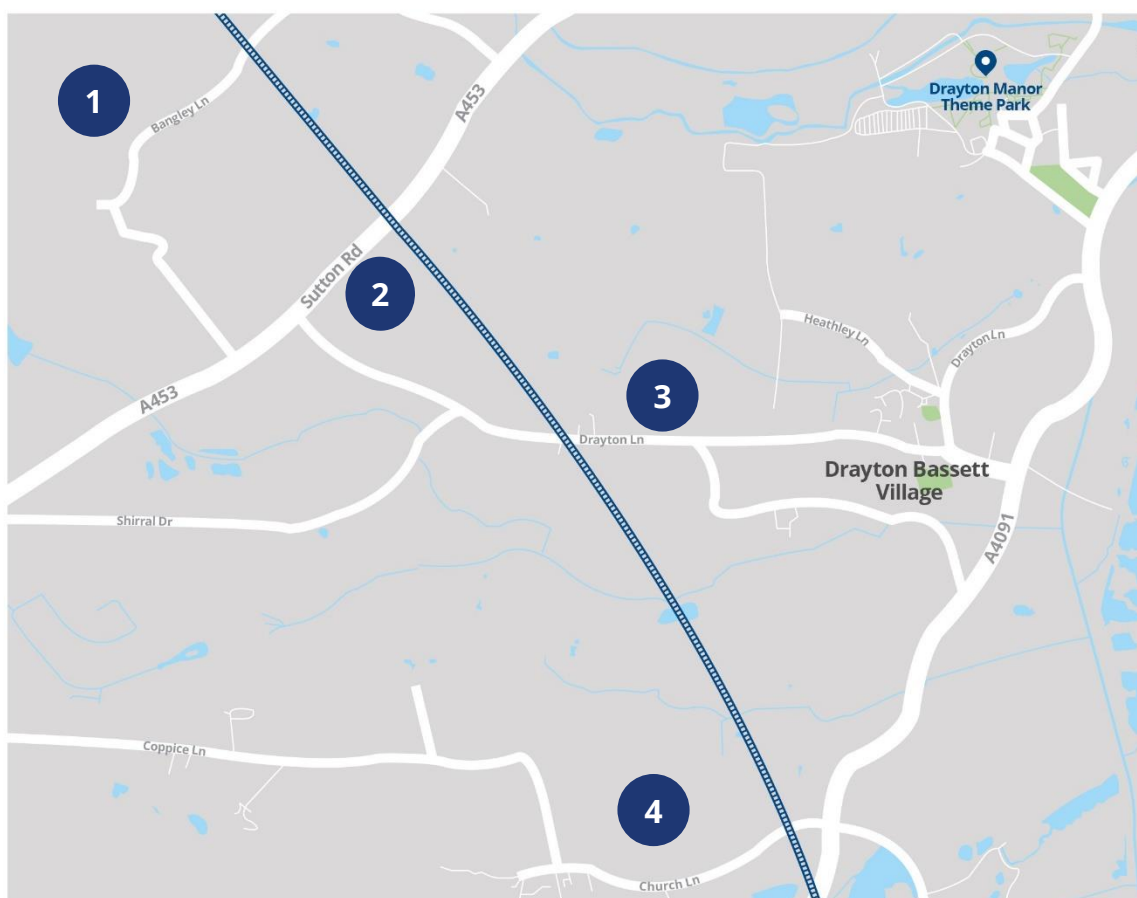 1
Bangley Ln
A453
Drayton Manor
Theme Park
Sutton Rd
2
Heathley Ln
Drayton Ln
A453
3
Drayton Ln
Drayton Bassett
Village
Shirral Dr
A4091
Coppice Ln
4
Church Ln